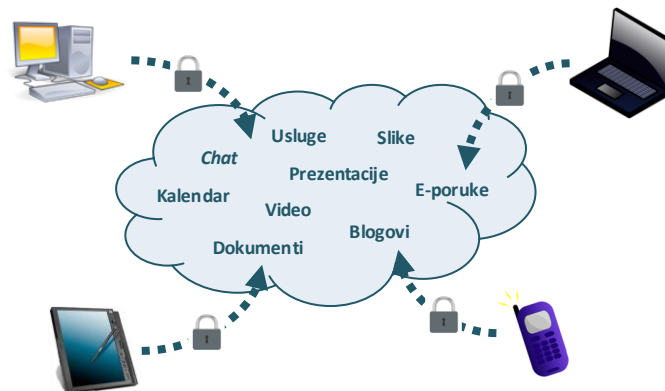 Usluge
Slike
Chat
Prezentacije
Kalendar
E-poruke
Video
Blogovi
Dokumenti